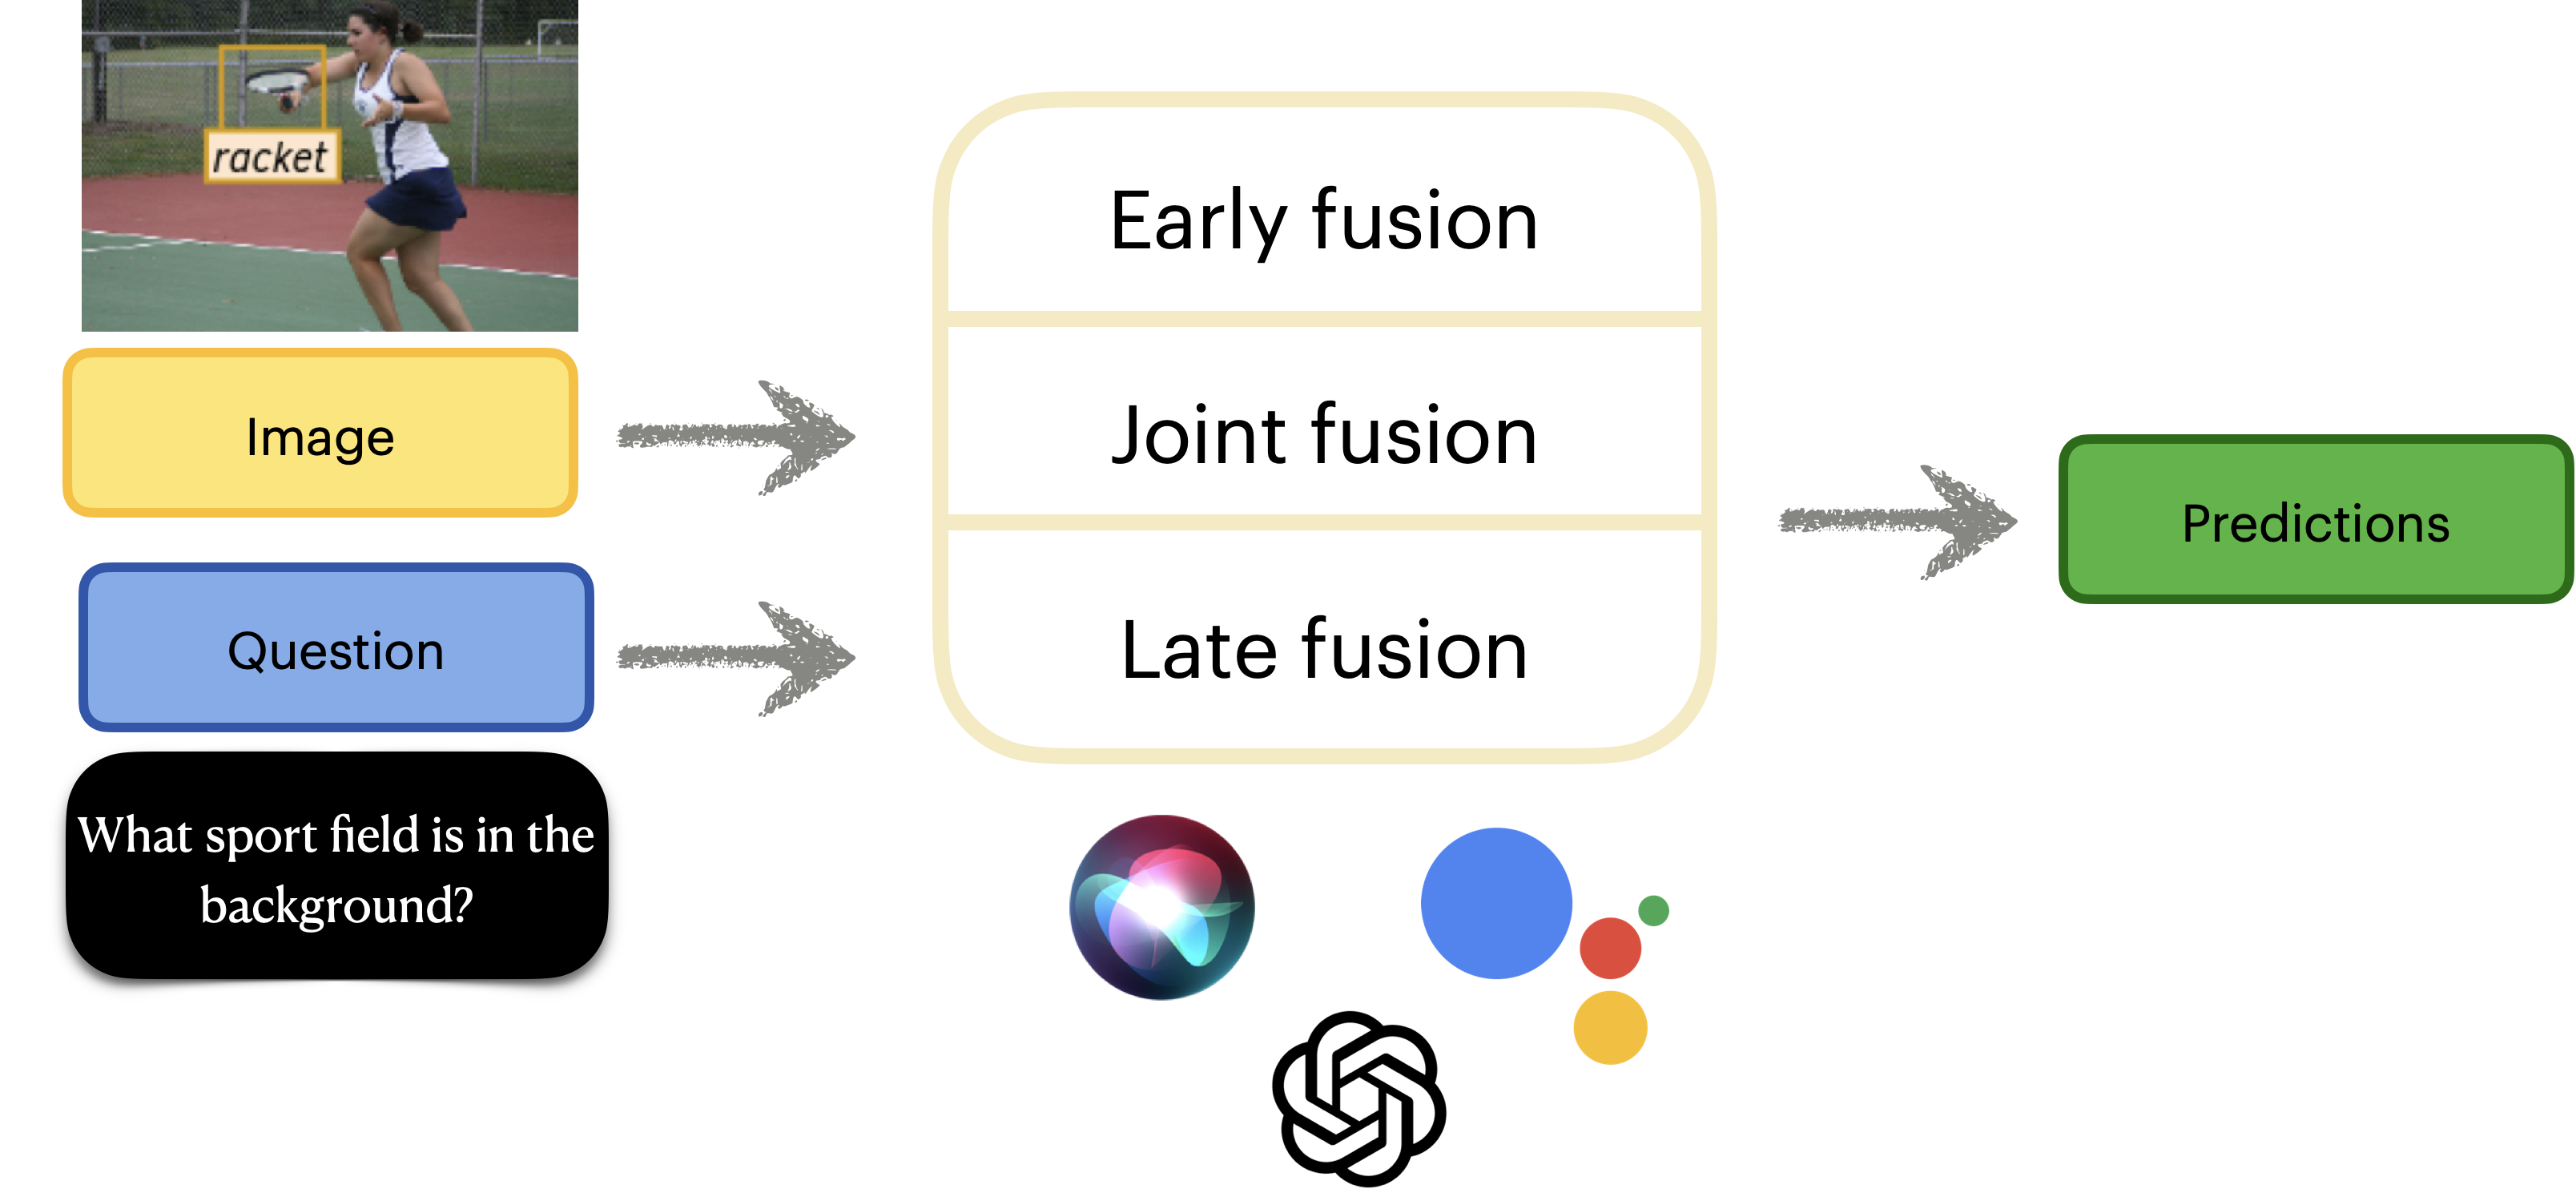 racket
Image
Question
What sport field is in the
background?
Early fusion
Joint fusion
Late fusion
Predictions